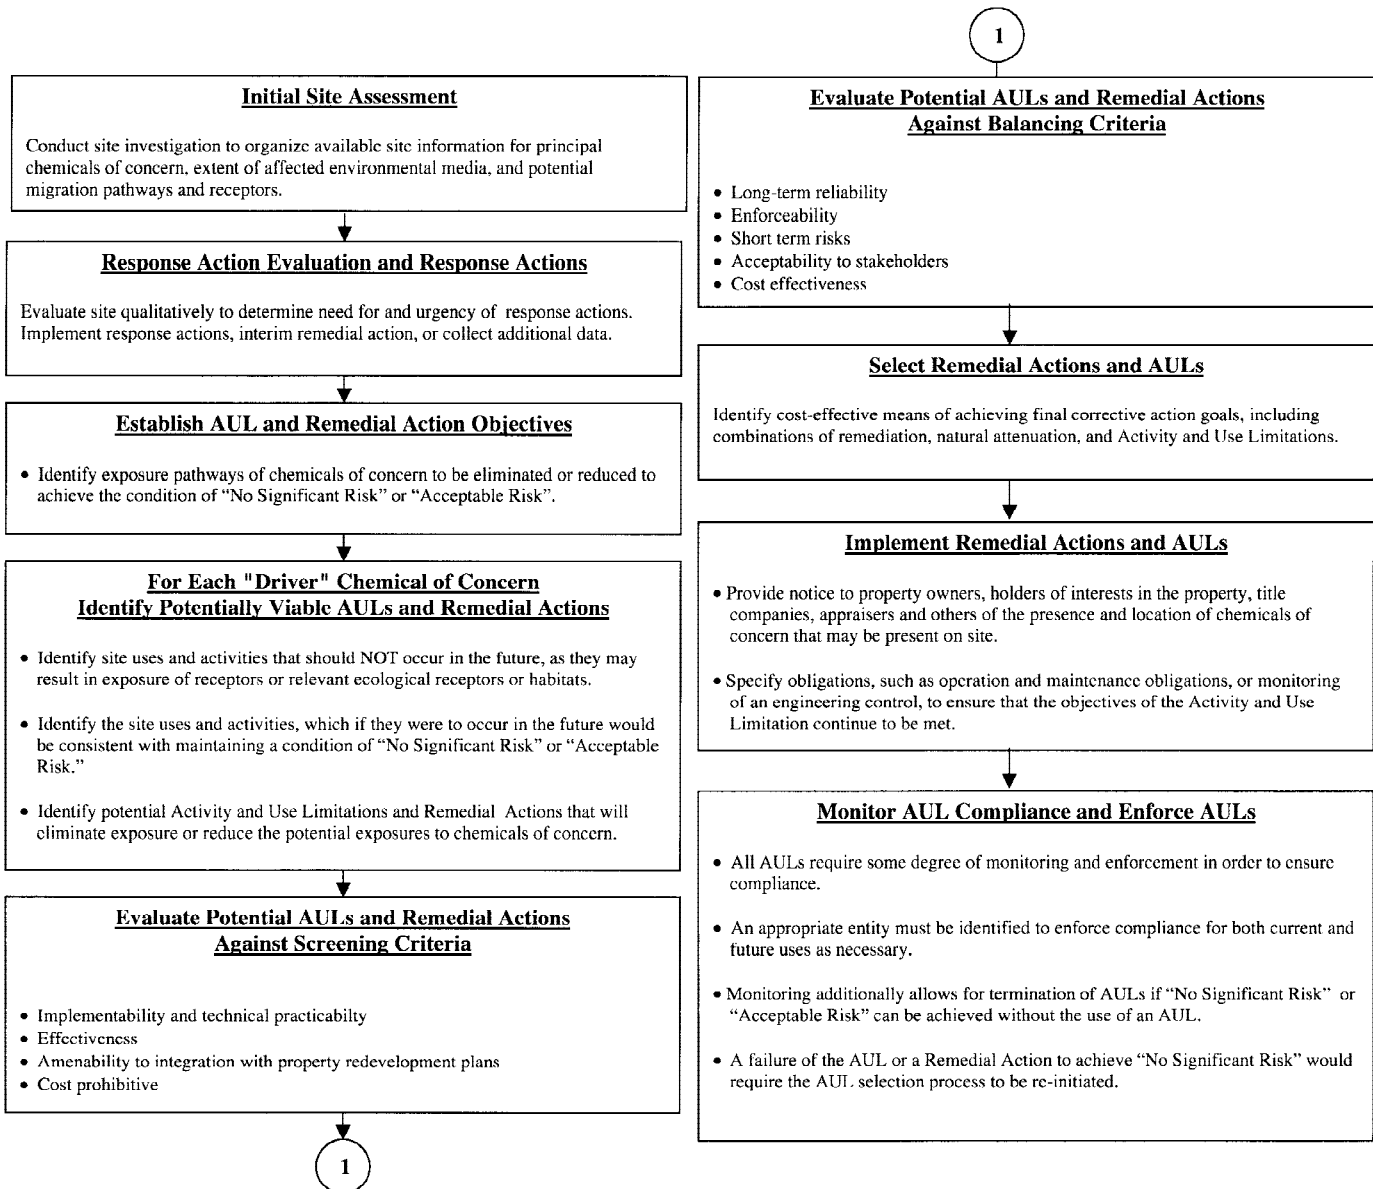 Initial Site Assessment
Conduct site investigation to organize available site information for principal
chemicals of concern, extent of affected environmental media, and potential
migration pathways and receptors.
Response Action Evaluation and Response Actions
Evaluate site qualitatively to determine need for and urgency of response actions.
Implement response actions, interim remedial action, or collect additional data.
Establish AUL and Remedial Action Objectives
• Identify exposure pathways of chemicals of concern to be eliminated or reduced to
achieve the condition of “No Significant Risk” or “Acceptable Risk”.
For Each "Driver" Chemical of Concern
Identify Potentially Viable AULs and Remedial Actions
• Identify site uses and activities that should NOT occur in the future, as they may
result in exposure of receptors or relevant ecological receptors or habitats.
• Identify the site uses and activities, which if they were to occur in the future would
be consistent with maintaining a condition of “No Significant Risk” or “Acceptable
Risk.”
• Identify potential Activity and Use Limitations and Remedial Actions that will
eliminate exposure or reduce the potential exposures to chemicals of concern.
Evaluate Potential AULs and Remedial Actions
Against Screening Criteria
• Implementability and technical practicabilty
• Effectiveness
• Amenability to integration with property redevelopment plans
• Cost prohibitive
1
1
Evaluate Potential AULs and Remedial Actions
Against Balancing Criteria
• Long-term reliability
• Enforceability
• Short term risks
• Acceptability to stakeholders
• Cost effectiveness
Select Remedial Actions and AULs
Identify cost-effective means of achieving final corrective action goals, including
combinations of remediation, natural attenuation, and Activity and Use Limitations.
Implement Remedial Actions and AULs
• Provide notice to property owners, holders of interests in the property, title
companies, appraisers and others of the presence and location of chemicals of
concern that may be present on site.
• Specify obligations, such as operation and maintenance obligations, or monitoring
of an engineering control, to ensure that the objectives of the Activity and Use
Limitation continue to be met.
Monitor AUL Compliance and Enforce AULs
• All AULs require some degree of monitoring and enforcement in order to ensure
compliance.
• An appropriate entity must be identified to enforce compliance for both current and
future uses as necessary.
• Monitoring additionally allows for termination of AULs if “No Significant Risk” or
“Acceptable Risk” can be achieved without the use of an AUL.
• A failure of the AUL or a Remedial Action to achieve “No Significant Risk” would
require the AUL selection process to be re-initiated.